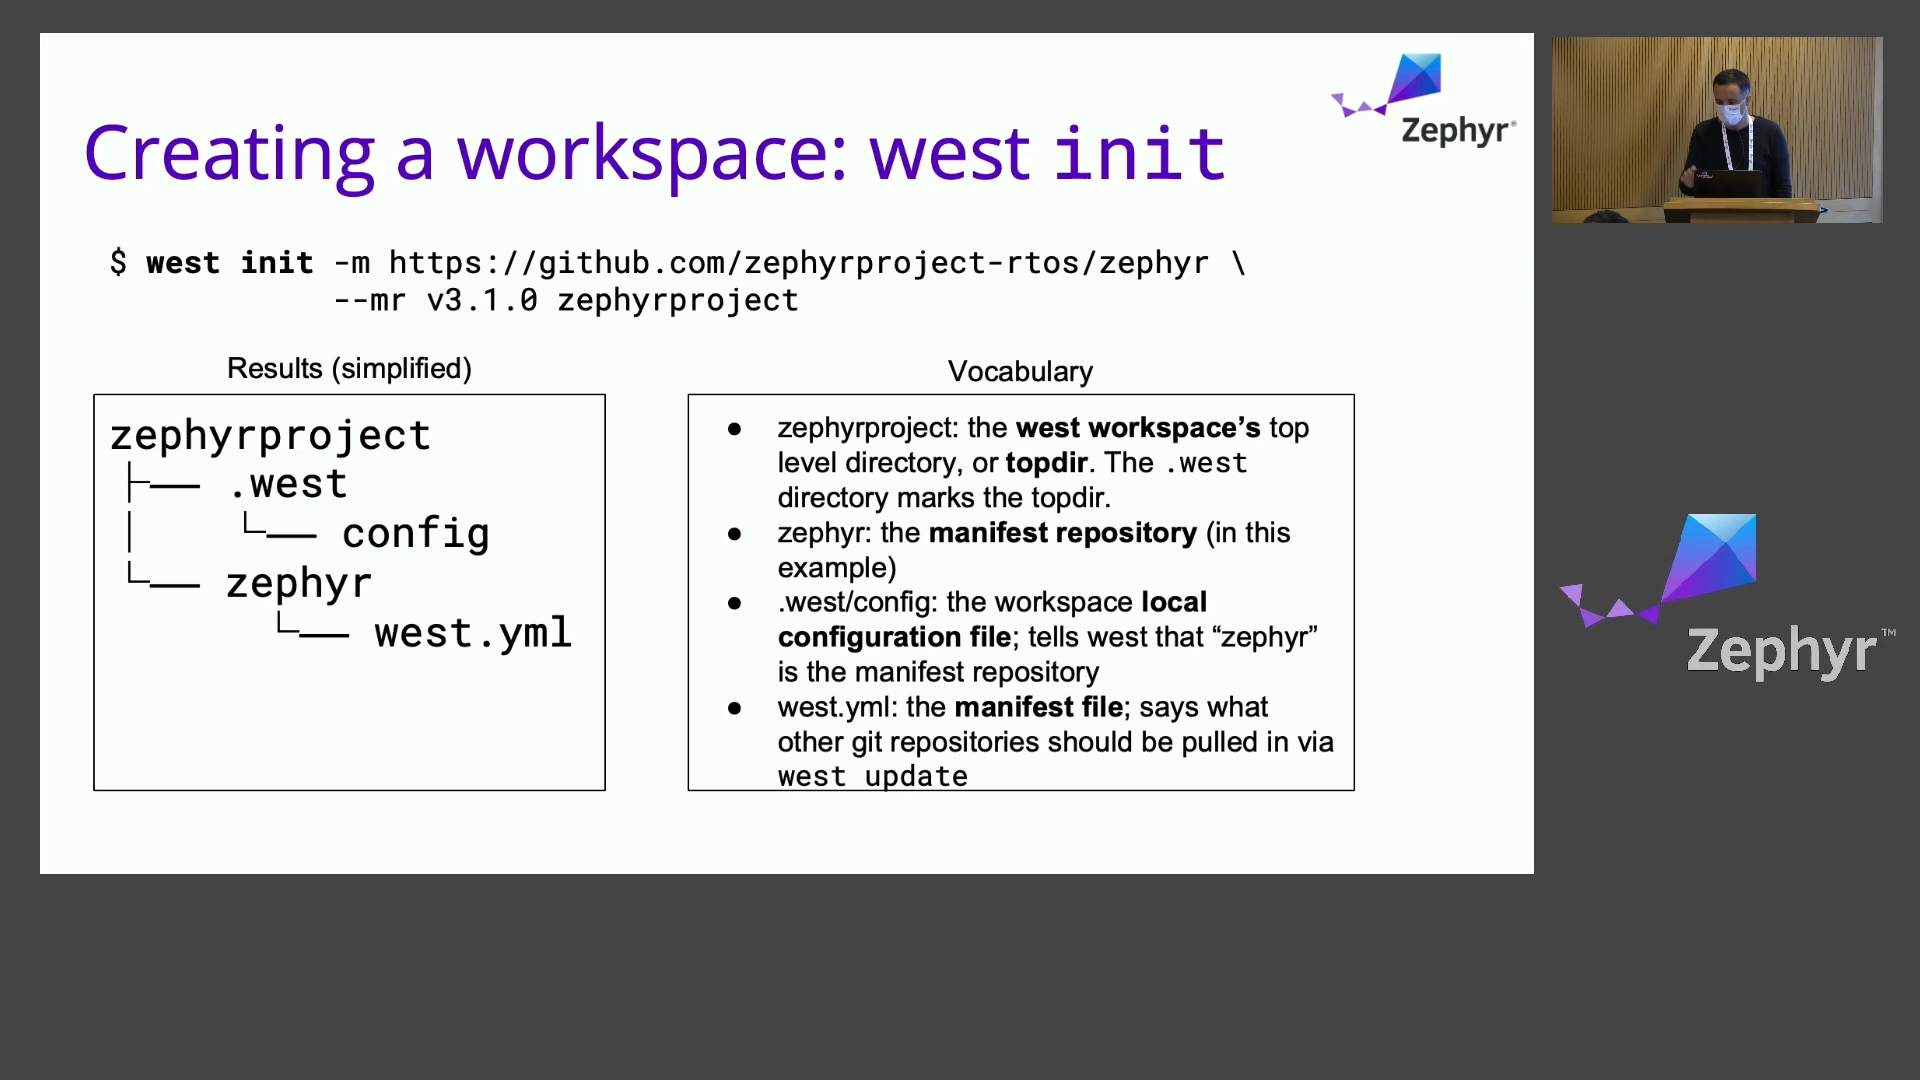 Zephyr®
Creating a workspace: west init
$ west init -m https://github.com/zephyrproject-rtos/zephyr \
--mr v3.1.0 zephyrproject
Results (simplified)
zephyrproject
├── .west
│ └── config
└── zephyr
└── west.yml
Vocabulary
● zephyrproject: the west workspace’s top
level directory, or topdir. The .west
directory marks the topdir.
● zephyr: the manifest repository (in this
example)
● .west/config: the workspace local
configuration file; tells west that “zephyr”
is the manifest repository
● west.yml: the manifest file; says what
other git repositories should be pulled in via
west update
Zephyr™